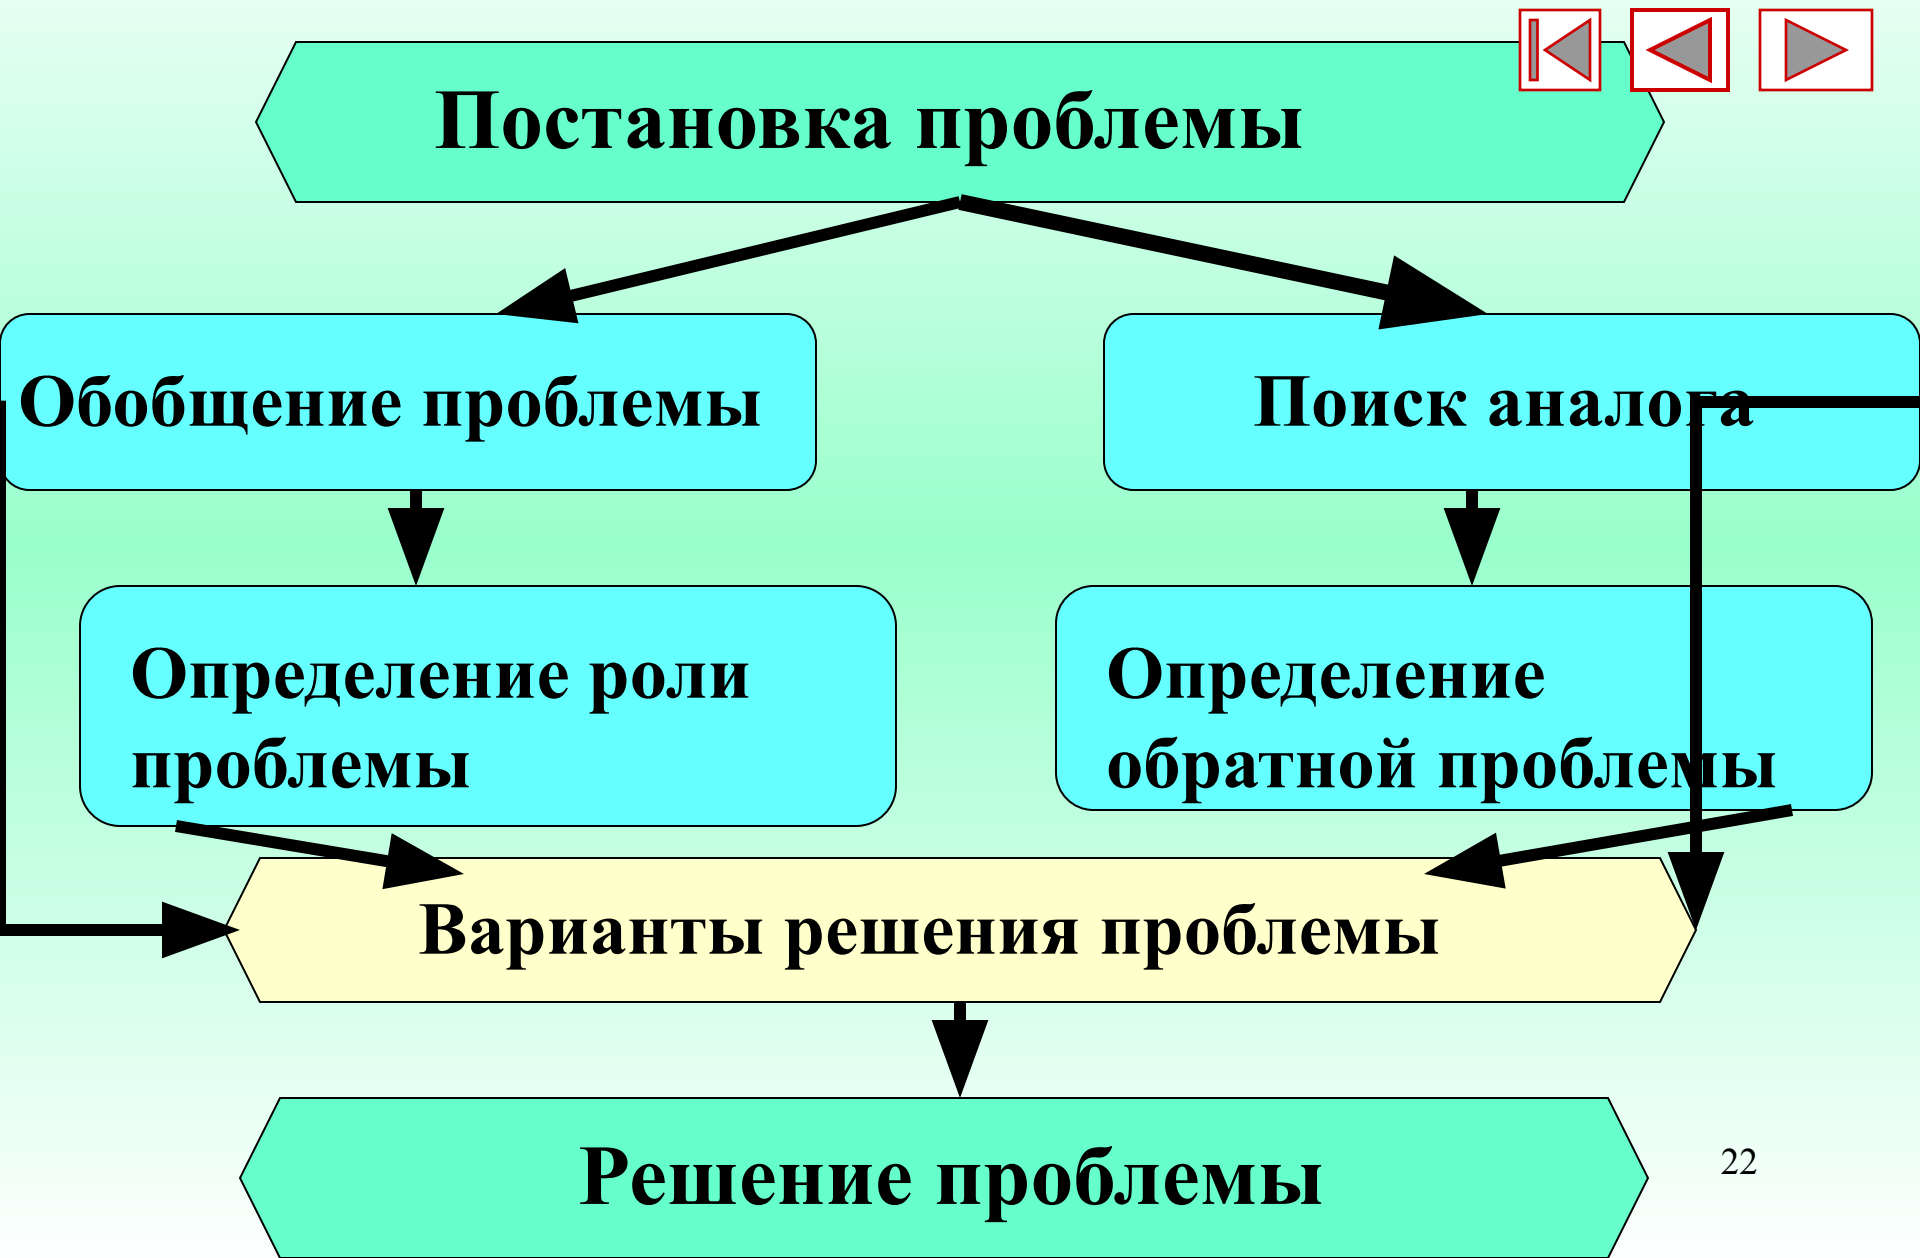 Постановка проблемы
Обобщение проблемы
Поиск аналога
Определение роли
проблемы
Определение
обратной проблемы
Варианты решения проблемы
Решение проблемы
22